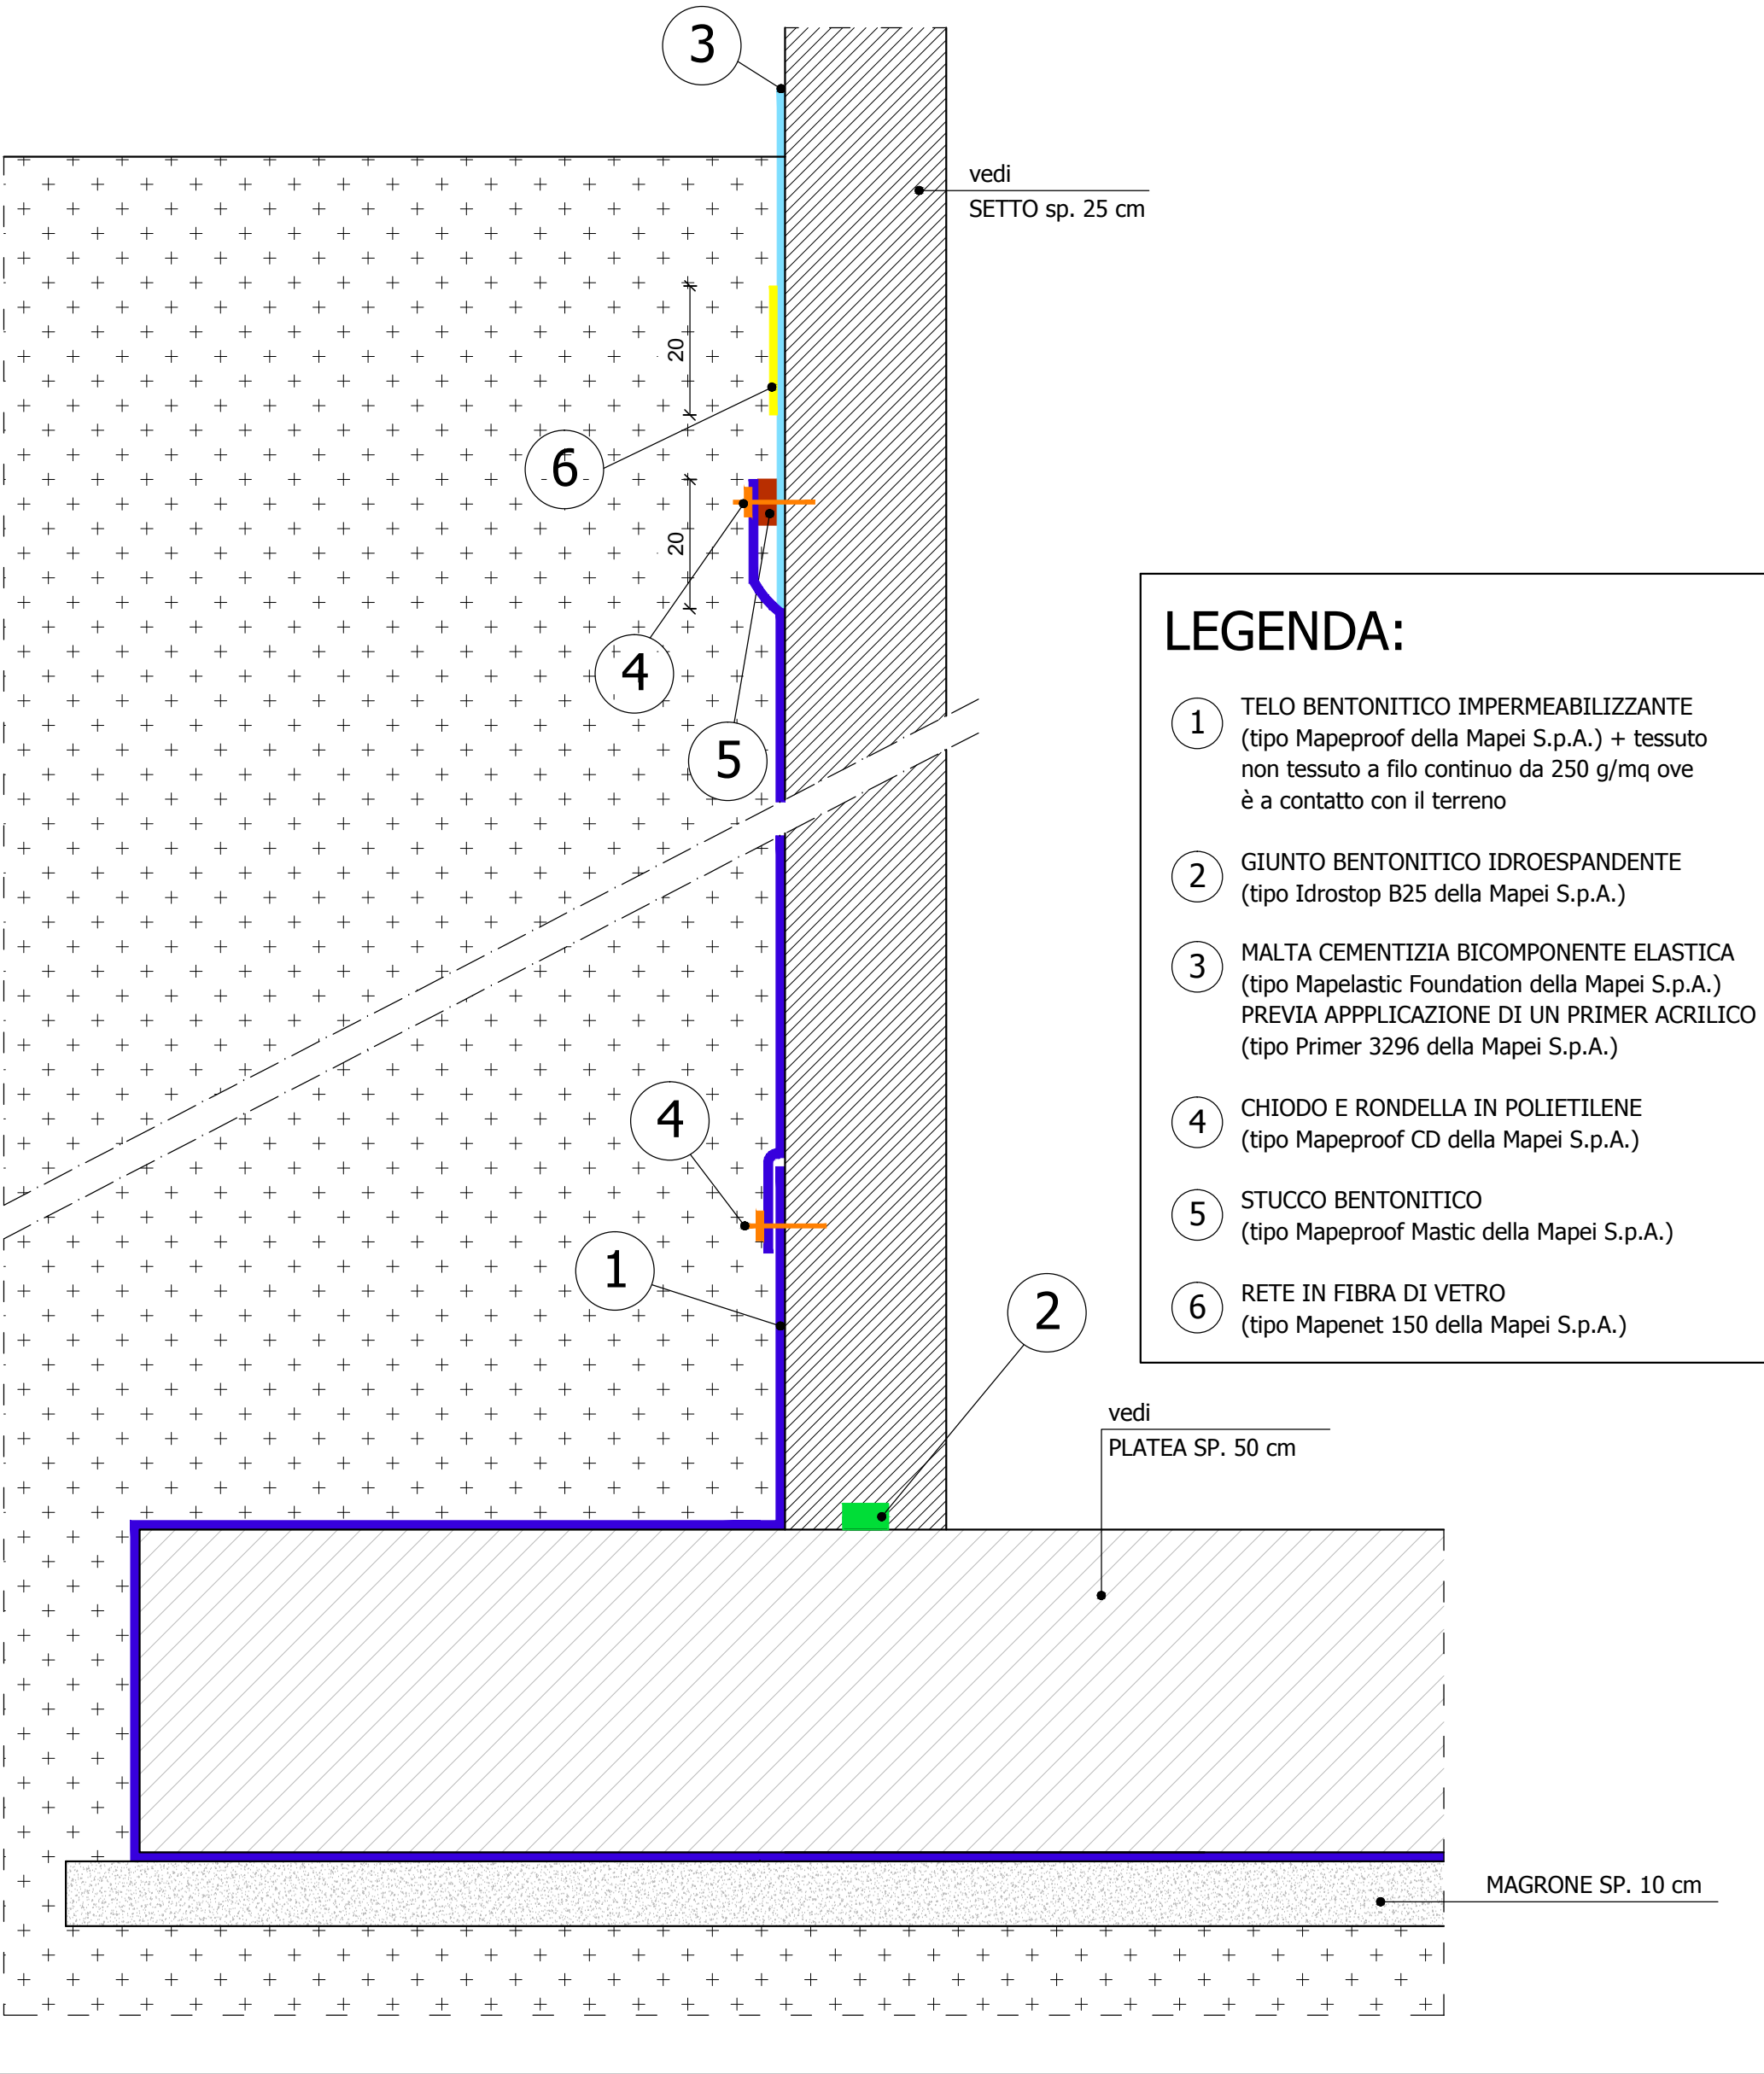 3
vedi
SETTO sp. 25 cm
20
6
20
4
5
LEGENDA:
1
TELO BENTONITICO IMPERMEABILIZZANTE
(tipo Mapeproof della Mapei S.p.A.) + tessuto
non tessuto a filo continuo da 250 g/mq ove
è a contatto con il terreno
2
GIUNTO BENTONITICO IDROESPANDENTE
(tipo Idrostop B25 della Mapei S.p.A.)
3
MALTA CEMENTIZIA BICOMPONENTE ELASTICA
(tipo Mapelastic Foundation della Mapei S.p.A.)
PREVIA APPPLICAZIONE DI UN PRIMER ACRILICO
(tipo Primer 3296 della Mapei S.p.A.)
4
CHIODO E RONDELLA IN POLIETILENE
(tipo Mapeproof CD della Mapei S.p.A.)
5
STUCCO BENTONITICO
(tipo Mapeproof Mastic della Mapei S.p.A.)
6
RETE IN FIBRA DI VETRO
(tipo Mapenet 150 della Mapei S.p.A.)
4
1
2
vedi
PLATEA SP. 50 cm
MAGRONE SP. 10 cm